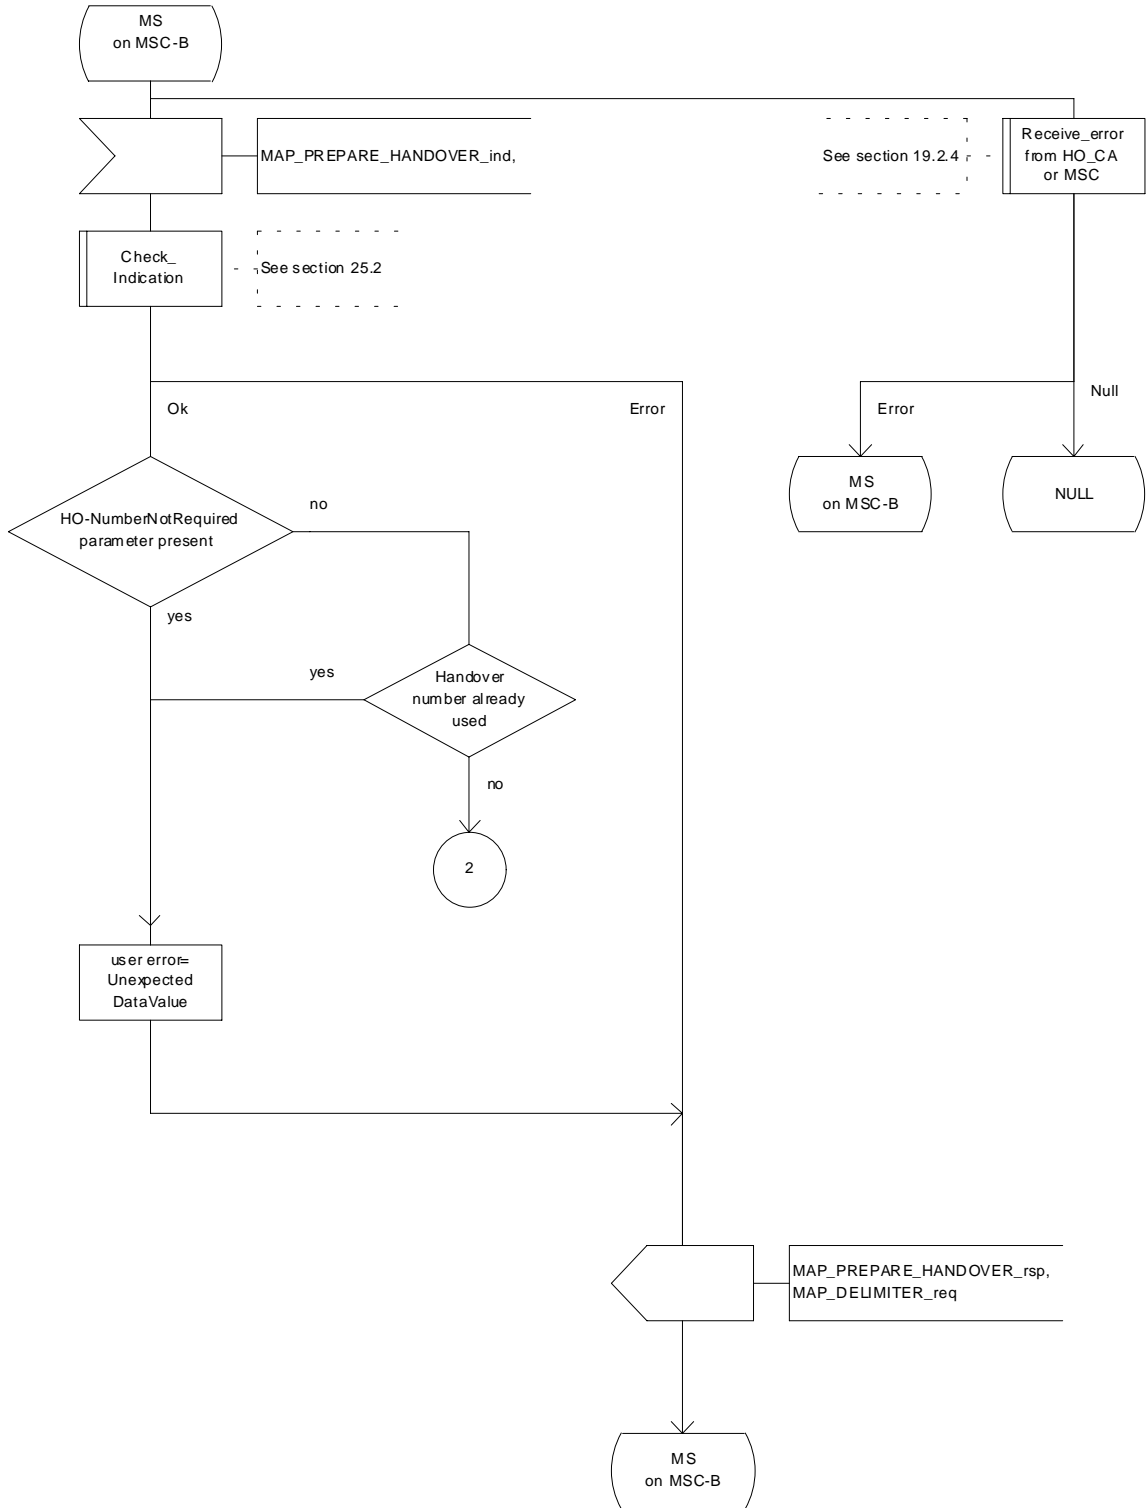 MS
on MSC-B
MAP_PREPARE_HANDOVER_ind,
See section 19.2.4
Receive_error
from HO_CA
or MSC
Check_
Indication
See section 25.2
Ok
Error
Error
Null
MS
on MSC-B
NULL
HO-NumberNotRequired
parameter present
no
yes
yes
Handover
number already
used
no
2
user error=
Unexpected
DataValue
MAP_PREPARE_HANDOVER_rsp,
MAP_DELIMITER_req
MS
on MSC-B